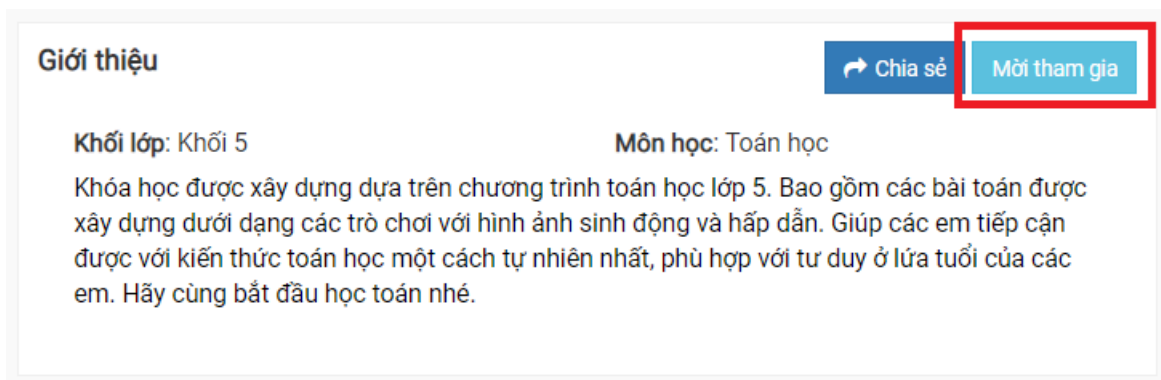 Giới thiệu
Chia sẻ
Mời tham gia
Khối lớp: Khối 5
Môn học: Toán học
Khóa học được xây dựng dựa trên chương trình toán học lớp 5. Bao gồm các bài toán được
xây dựng dưới dạng các trò chơi với hình ảnh sinh động và hấp dẫn. Giúp các em tiếp cận
được với kiến thức toán học một cách tự nhiên nhất, phù hợp với tư duy ở lứa tuổi của các
em. Hãy cùng bắt đầu học toán nhé.